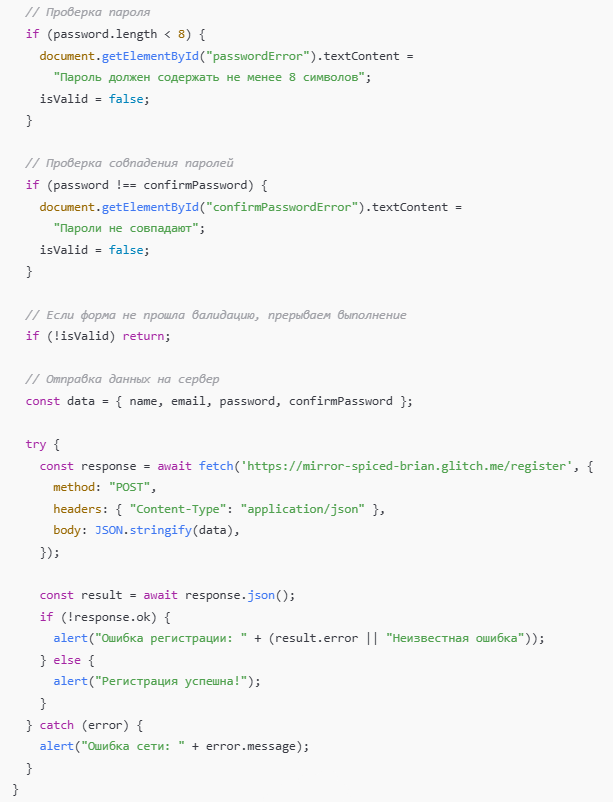 // Проверка пароля
if (password.length < 8) {
document.getElementById("passwordError").textContent =
"Пароль должен содержать не менее 8 символов";
isValid = false;
}
// Проверка совпадения паролей
if (password !== confirmPassword) {
document.getElementById("confirmPasswordError").textContent =
"Пароли не совпадают";
isValid = false;
}
// Если форма не прошла валидацию, прерываем выполнение
if (!isValid) return;
// Отправка данных на сервер
const data = { name, email, password, confirmPassword };
try {
const response = await fetch('https://mirror-spiced-brian.glitch.me/register', {
method: "POST",
headers: { "Content-Type": "application/json" },
body: JSON.stringify(data),
});
const result = await response.json();
if (!response.ok) {
alert("Ошибка регистрации: " + (result.error || "Неизвестная ошибка"));
} else {
alert("Регистрация успешна!");
}
} catch (error) {
alert("Ошибка сети: " + error.message);
}
}